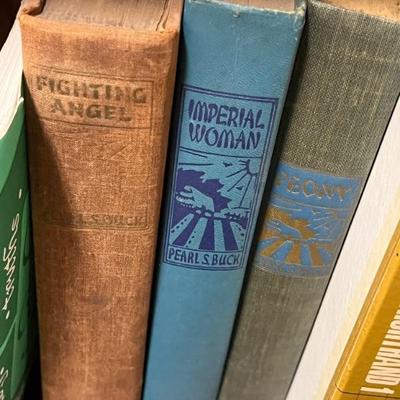 FIGHTING
ANGEL
PEARL S. BUCK
IMPERIAL
WOMAN
PEARL S. BUCK
PEONY